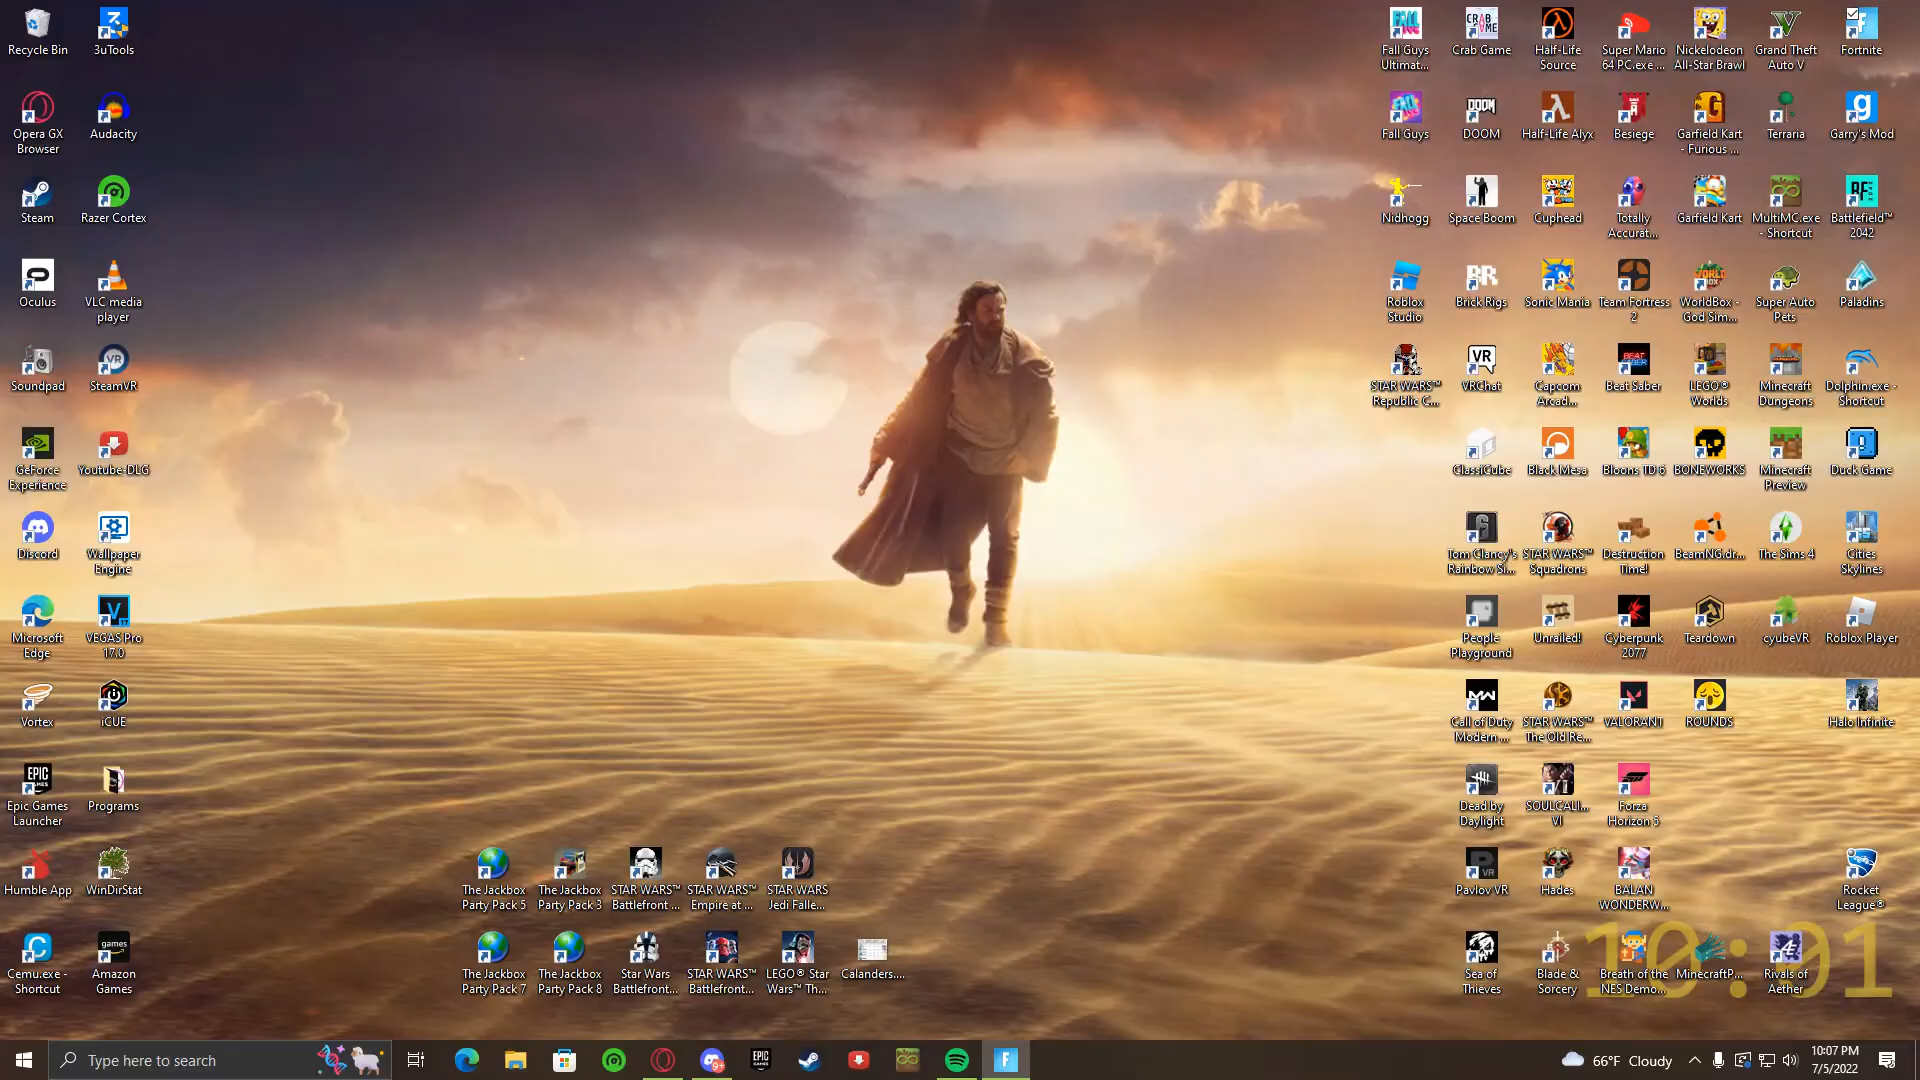 Recycle Bin
3uTools
Opera GX
Browser
Audacity
Steam
Razer Cortex
Oculus
VLC media
player
Soundpad
SteamVR
GeForce
Experience
Youtube-DLG
Discord
Wallpaper
Engine
Microsoft
Edge
VEGAS Pro
17.0
Vortex
iCUE
Epic Games
Launcher
Programs
Humble App
WinDirStat
Cemu.exe -
Shortcut
Amazon
Games
The Jackbox
Party Pack 5
The Jackbox
Party Pack 3
STAR WARS™
Battlefront ...
STAR WARS™
Empire at ...
STAR WARS
Jedi Falle...
The Jackbox
Party Pack 7
The Jackbox
Party Pack 8
Star Wars
Battlefront...
STAR WARS™
Battlefront...
LEGO® Star
Wars™ Th...
Calanders....
Fall Guys
Ultimat...
Crab Game
Half-Life
Source
Super Mario
64 PC.exe ...
Nickelodeon
All-Star Brawl
Grand Theft
Auto V
Fortnite
Fall Guys
DOOM
Half-Life Alyx
Besiege
Garfield Kart
- Furious ...
Terraria
Garry's Mod
Nidhogg
Space Boom
Cuphead
Totally
Accurat...
Garfield Kart
MultiMC.exe
- Shortcut
Battlefield™
2042
Roblox
Studio
Brick Rigs
Sonic Mania
Team Fortress
2
WorldBox -
God Sim...
Super Auto
Pets
Paladins
STAR WARS™
Republic C...
VRChat
Capcom
Arcad...
Beat Saber
LEGO®
Worlds
Minecraft
Dungeons
Dolphin.exe -
Shortcut
ClassiCube
Black Mesa
Bloons TD 6
BONEWORKS
Minecraft
Preview
Duck Game
Tom Clancy's
Rainbow Si...
STAR WARS™
Squadrons
Destruction
Time!
BeamNG.dr...
The Sims 4
Cities
Skylines
People
Playground
Unrailed!
Cyberpunk
2077
Teardown
cyubeVR
Roblox Player
Call of Duty
Modern ...
STAR WARS™
The Old Re...
VALORANT
ROUNDS
Halo Infinite
Dead by
Daylight
SOULCALI...
VI
Forza
Horizon 5
Pavlov VR
Hades
BALAN
WONDERW...
Rocket
League®
Sea of
Thieves
Blade &
Sorcery
Breath of the
NES Demo...
MinecraftP...
Rivals of
Aether
10:01
Type here to search
66°F Cloudy
10:07 PM
7/5/2022